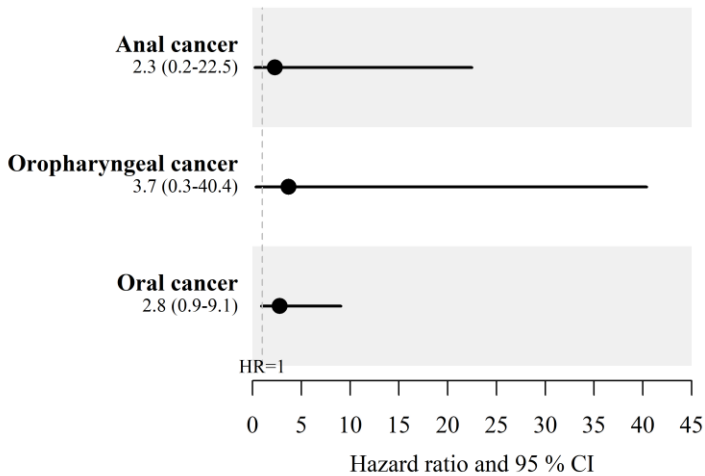 Anal cancer
2.3 (0.2-22.5)
Oropharyngeal cancer
3.7 (0.3-40.4)
Oral cancer
2.8 (0.9-9.1)
HR=1
0 5 10 15 20 25 30 35 40 45
Hazard ratio and 95 % CI